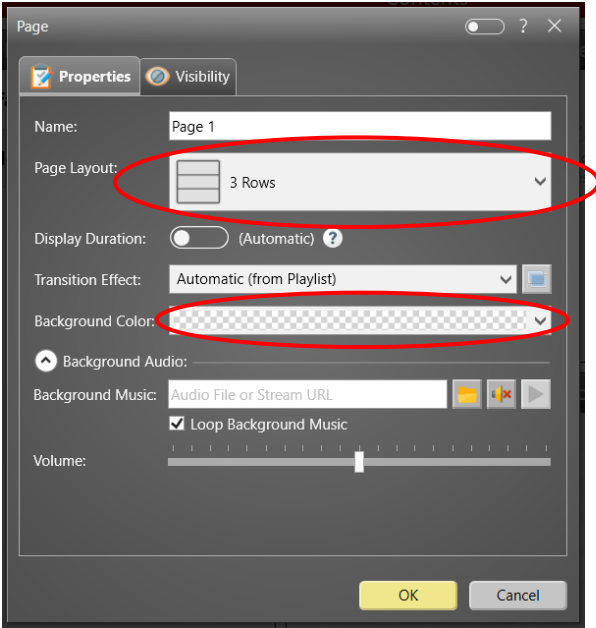 Page ?
Properties Visibility
Name: Page 1
Page Layout: 3 Rows
Display Duration: (Automatic) ?
Transition Effect: Automatic (from Playlist)
Background Color:
Background Audio:
Background Music: Audio File or Stream URL
Loop Background Music
Volume:
OK Cancel